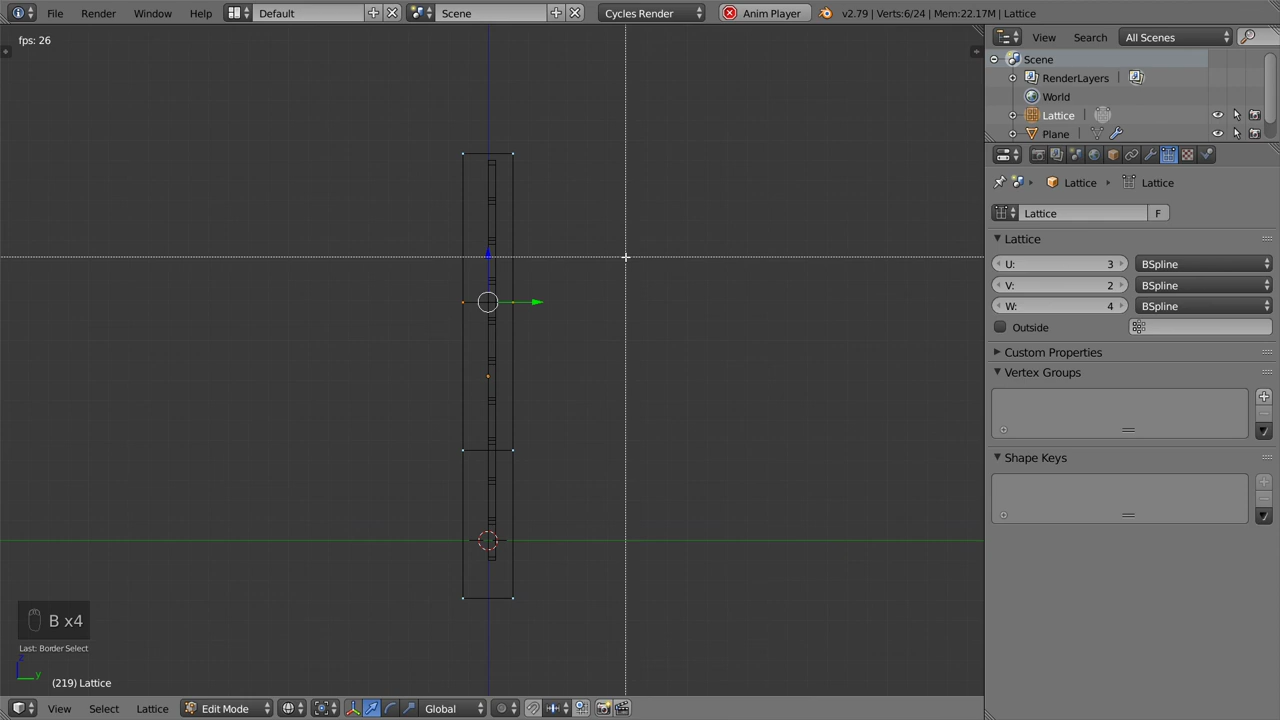 File Render Window Help Default Scene Cycles Render Anim Player v2.79 | Verts:6/24 | Mem:22.17M | Lattice
fps: 26
View Search All Scenes
Scene
RenderLayers
World
Lattice
Plane
Lattice Lattice
Lattice F
Lattice
U: 3 BSpline
V: 2 BSpline
W: 4 BSpline
Outside
Custom Properties
Vertex Groups
Shape Keys
B x4
Last: Border Select
z
y
(219) Lattice
View Select Lattice Edit Mode Global